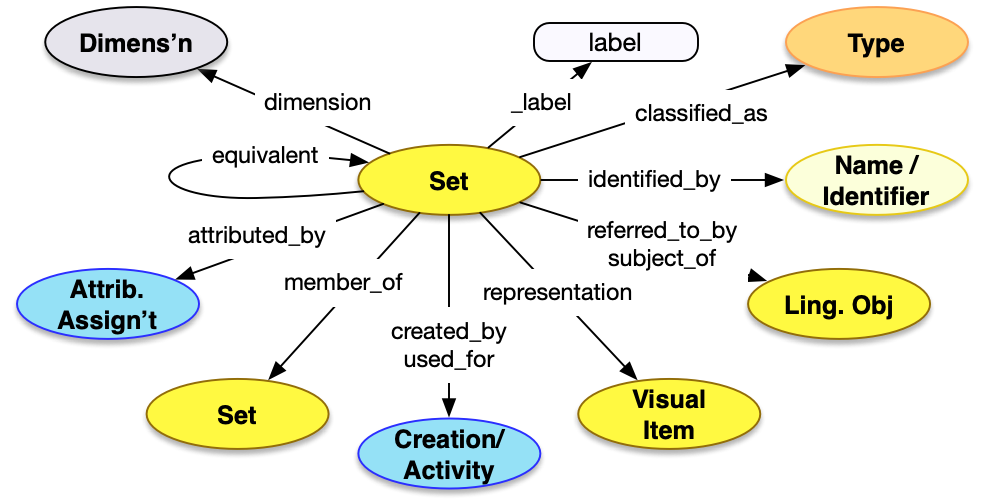 Dimens’n
label
Type
dimension
_label
classified_as
equivalent
Set
identified_by
Name /
Identifier
attributed_by
referred_to_by
subject_of
Attrib.
Assign’t
member_of
representation
Ling. Obj
created_by
used_for
Set
Creation/
Activity
Visual
Item